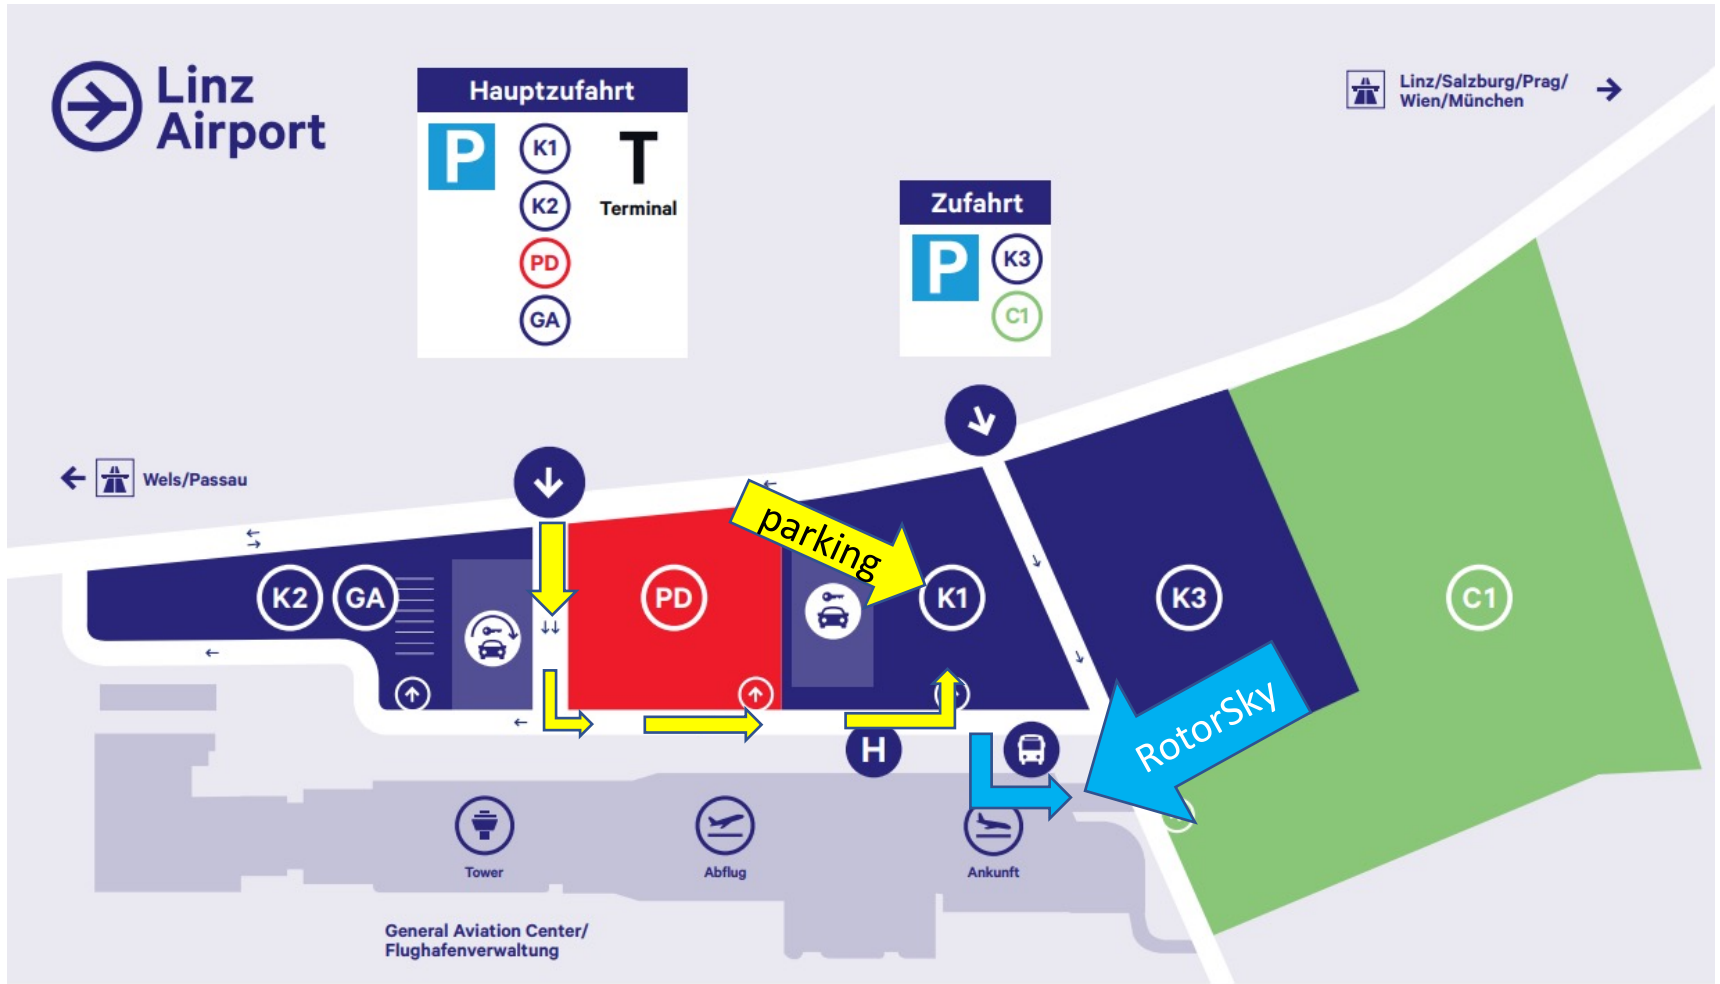 Linz
Airport
Hauptzufahrt
P
K1
K2
PD
GA
T
Terminal
Zufahrt
P
K3
C1
Linz/Salzburg/Prag/
Wien/München
Wels/Passau
parking
K2
GA
PD
K1
K3
C1
RotorSky
H
Tower
Abflug
Ankunft
General Aviation Center/
Flughafenverwaltung